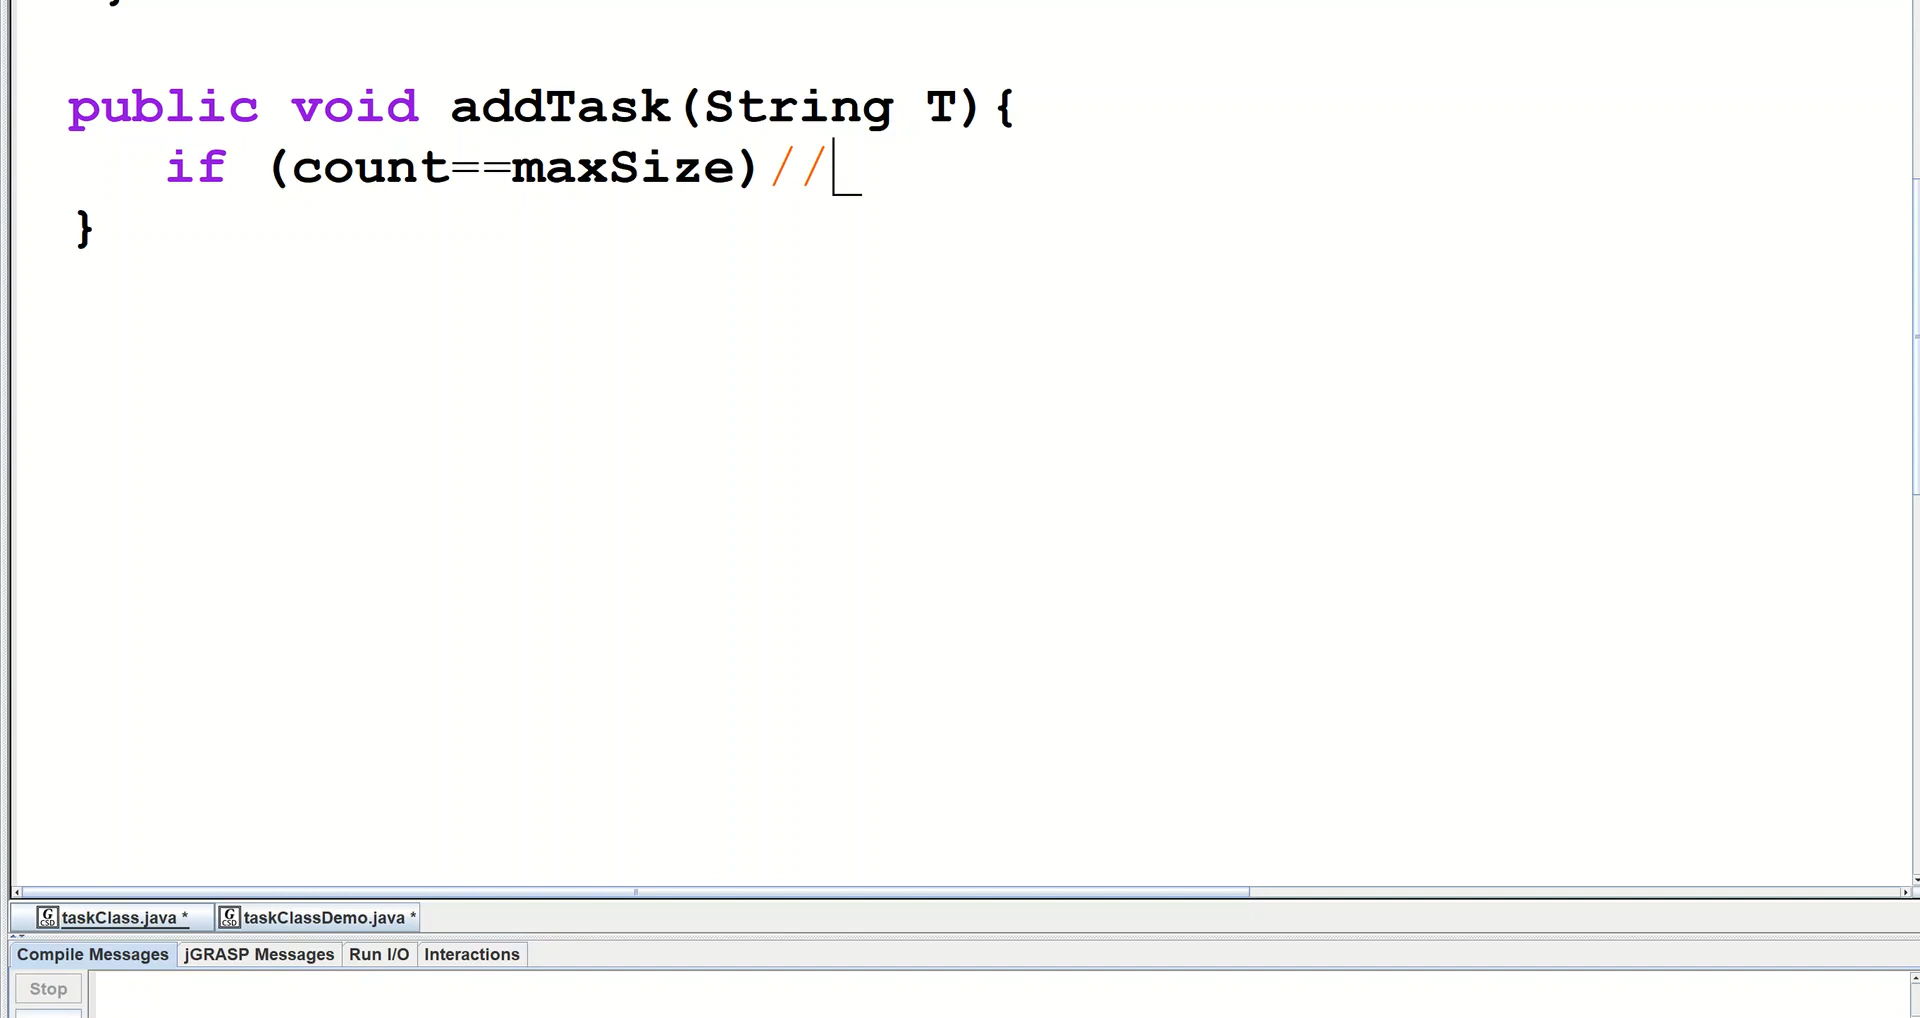 }
public void addTask(String T){
if (count==maxSize)//
}
taskClass.java * taskClassDemo.java *
Compile Messages jGRASP Messages Run I/O Interactions
Stop